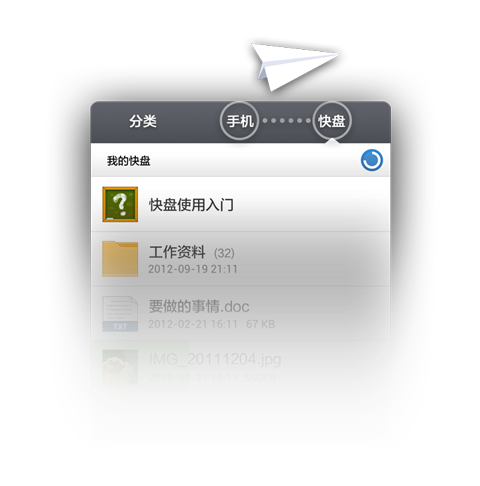 分类 手机 快盘
我的快盘
快盘使用入门
工作资料 (32)
2012-09-19 21:11
要做的事情.doc
TXT
2012-02-21 16:11 67 KB
IMG_20111204.jpg